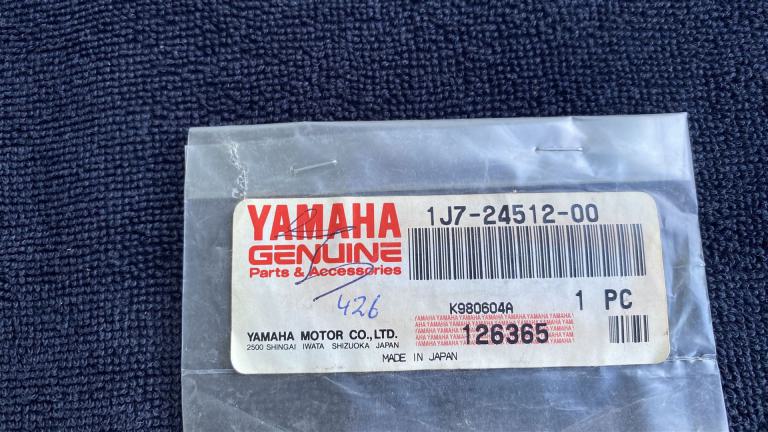 YAMAHA
GENUINE
Parts & Accessories
1J7-24512-00
426
K980604A
1 PC
126365
YAMAHA MOTOR CO.,LTD.
2500 SHINGAI IWATA SHIZUOKA JAPAN
MADE IN JAPAN